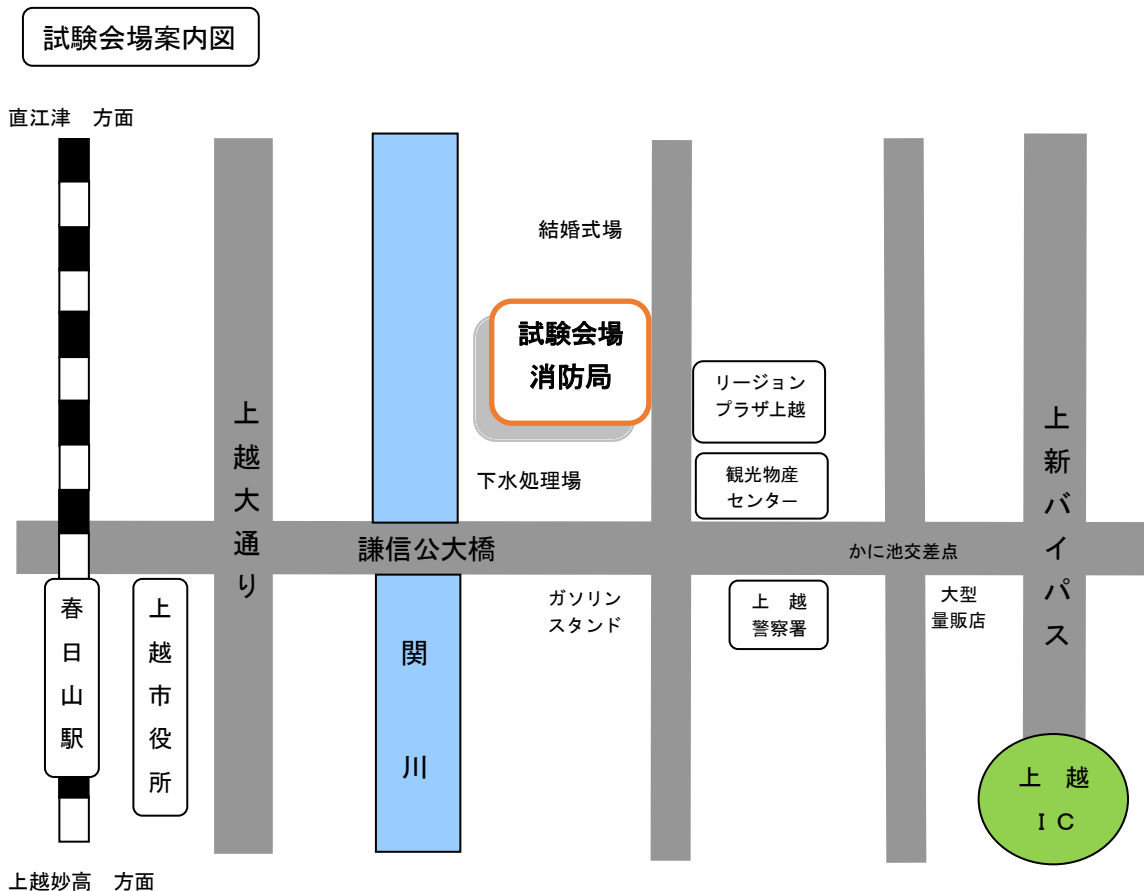 試験会場案内図
直江津　方面
結婚式場
試験会場
消防局
リージョン
プラザ上越
上越大通り
上新バイパス
下水処理場
観光物産
センター
謙信公大橋
かに池交差点
春日山駅
上越市役所
ガソリン
スタンド
上　越
警察署
大型
量販店
関川
上　越
ＩＣ
上越妙高　方面